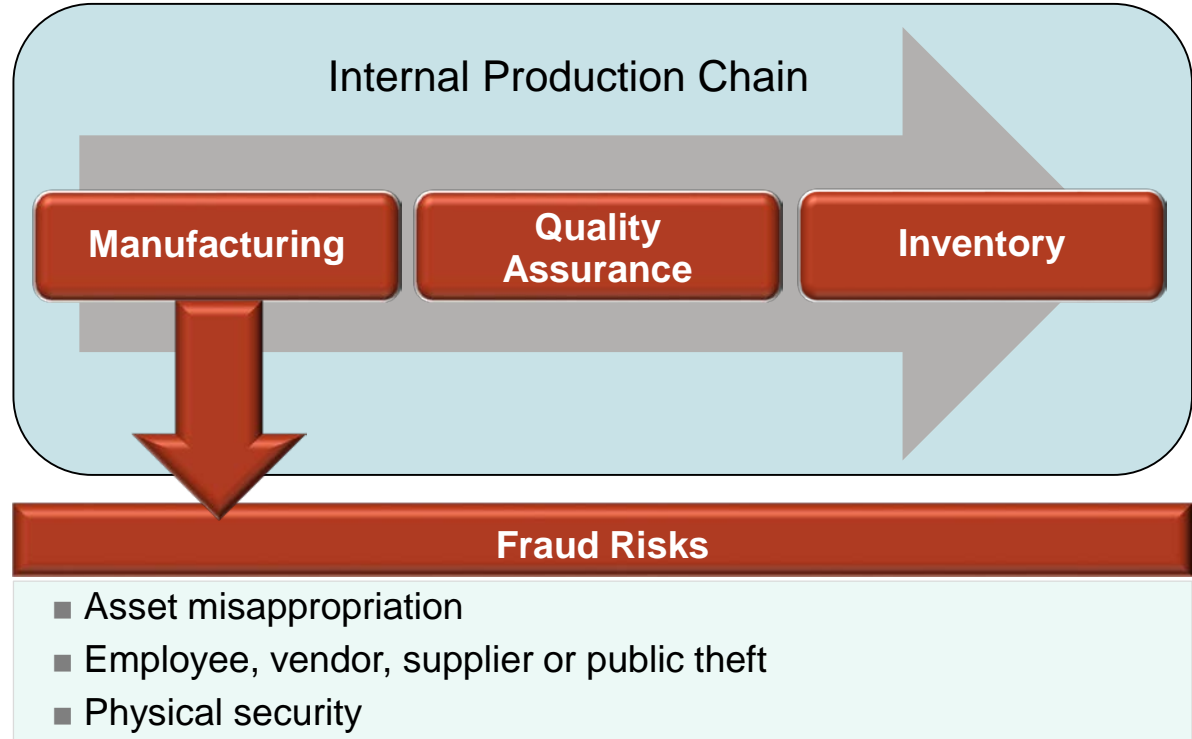 Internal Production Chain
Manufacturing
Quality
Assurance
Inventory
Fraud Risks
■ Asset misappropriation
■ Employee, vendor, supplier or public theft
■ Physical security